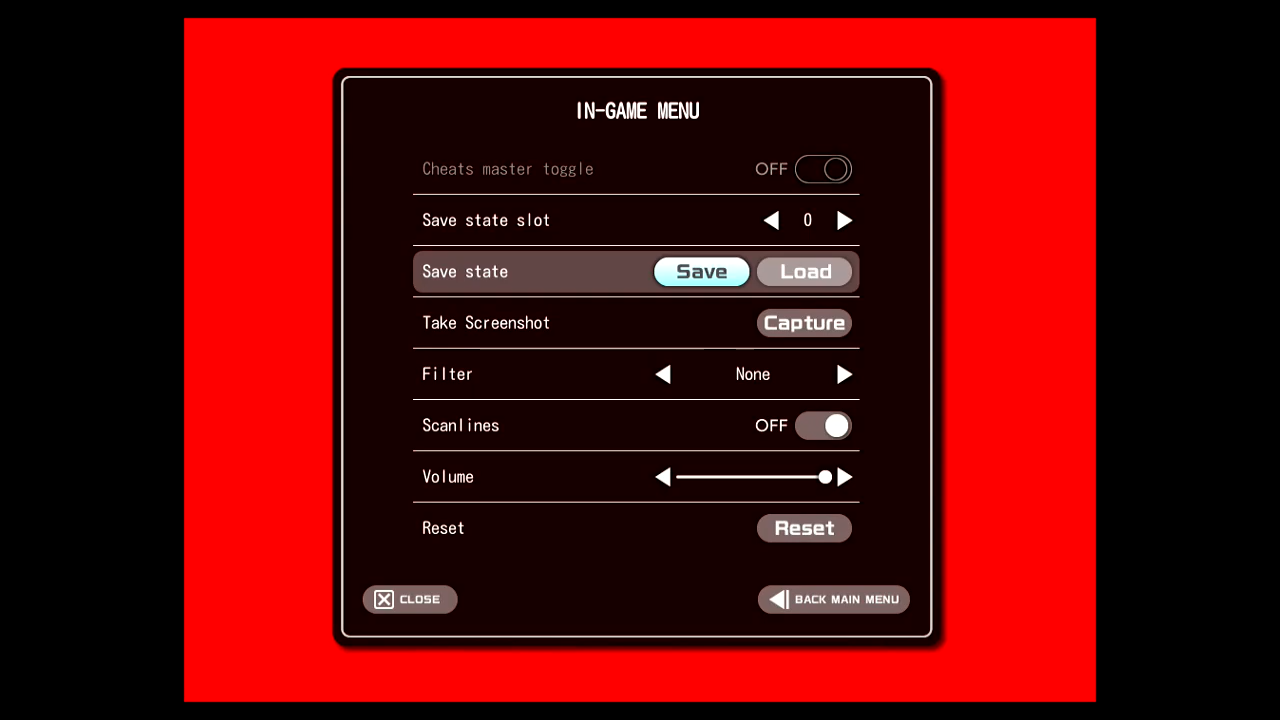 IN-GAME MENU
Cheats master toggle OFF
Save state slot 0
Save state Save Load
Take Screenshot Capture
Filter None
Scanlines OFF
Volume
Reset Reset
CLOSE BACK MAIN MENU